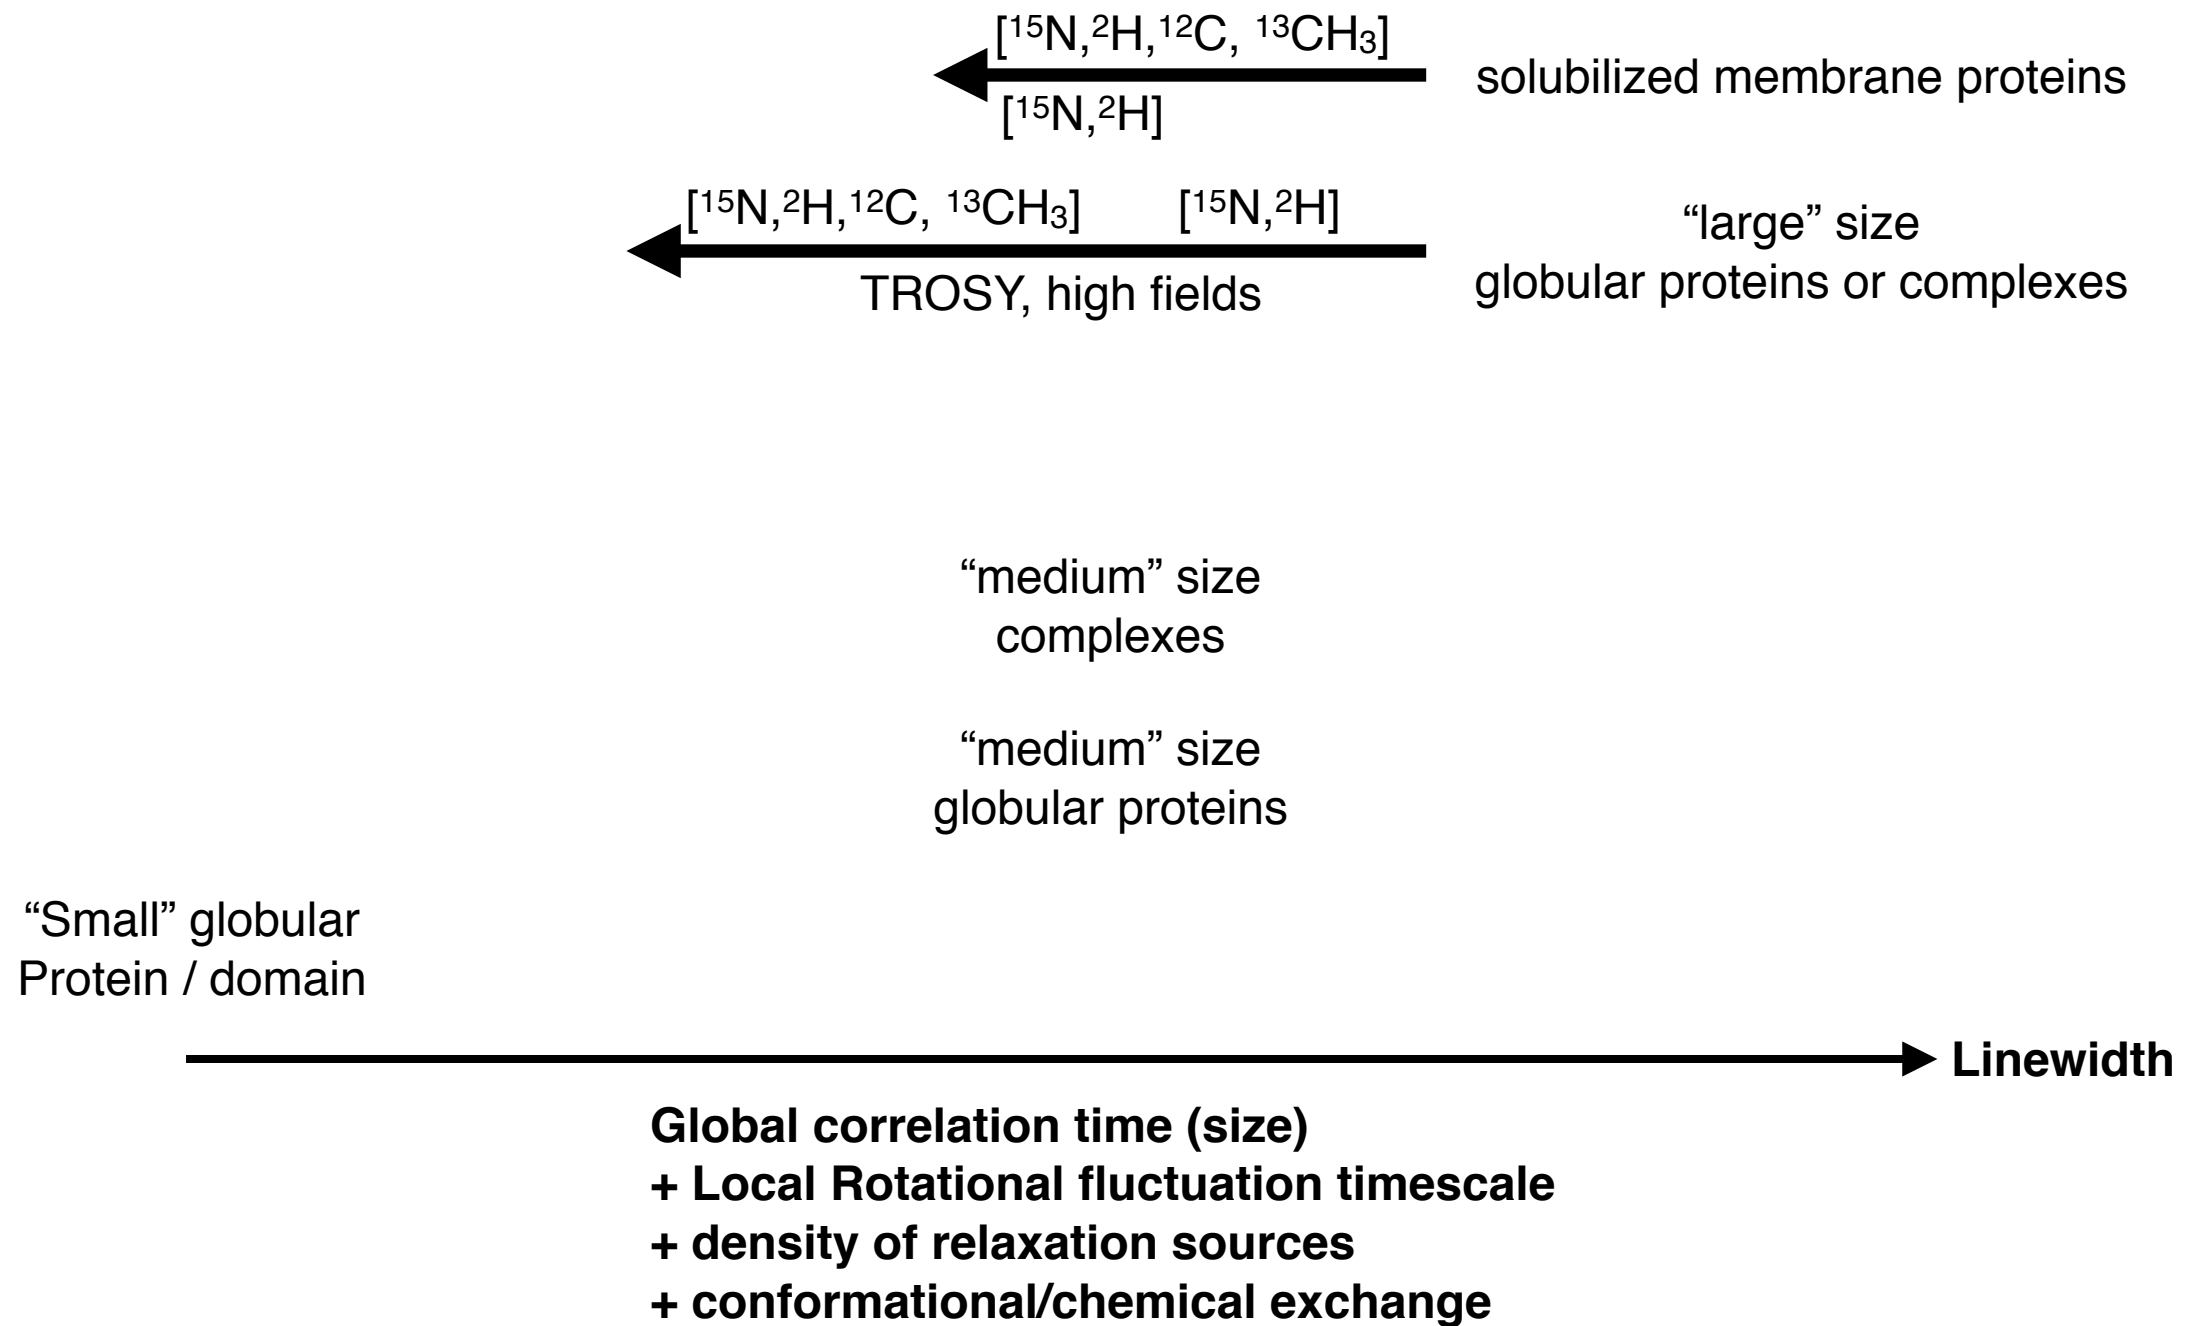 [¹⁵N,²H,¹²C, ¹³CH₃]
solubilized membrane proteins
[¹⁵N,²H]
[¹⁵N,²H,¹²C, ¹³CH₃] [¹⁵N,²H]
“large” size
globular proteins or complexes
TROSY, high fields
“medium” size
complexes
“medium” size
globular proteins
“Small” globular
Protein / domain
Linewidth
Global correlation time (size)
+ Local Rotational fluctuation timescale
+ density of relaxation sources
+ conformational/chemical exchange